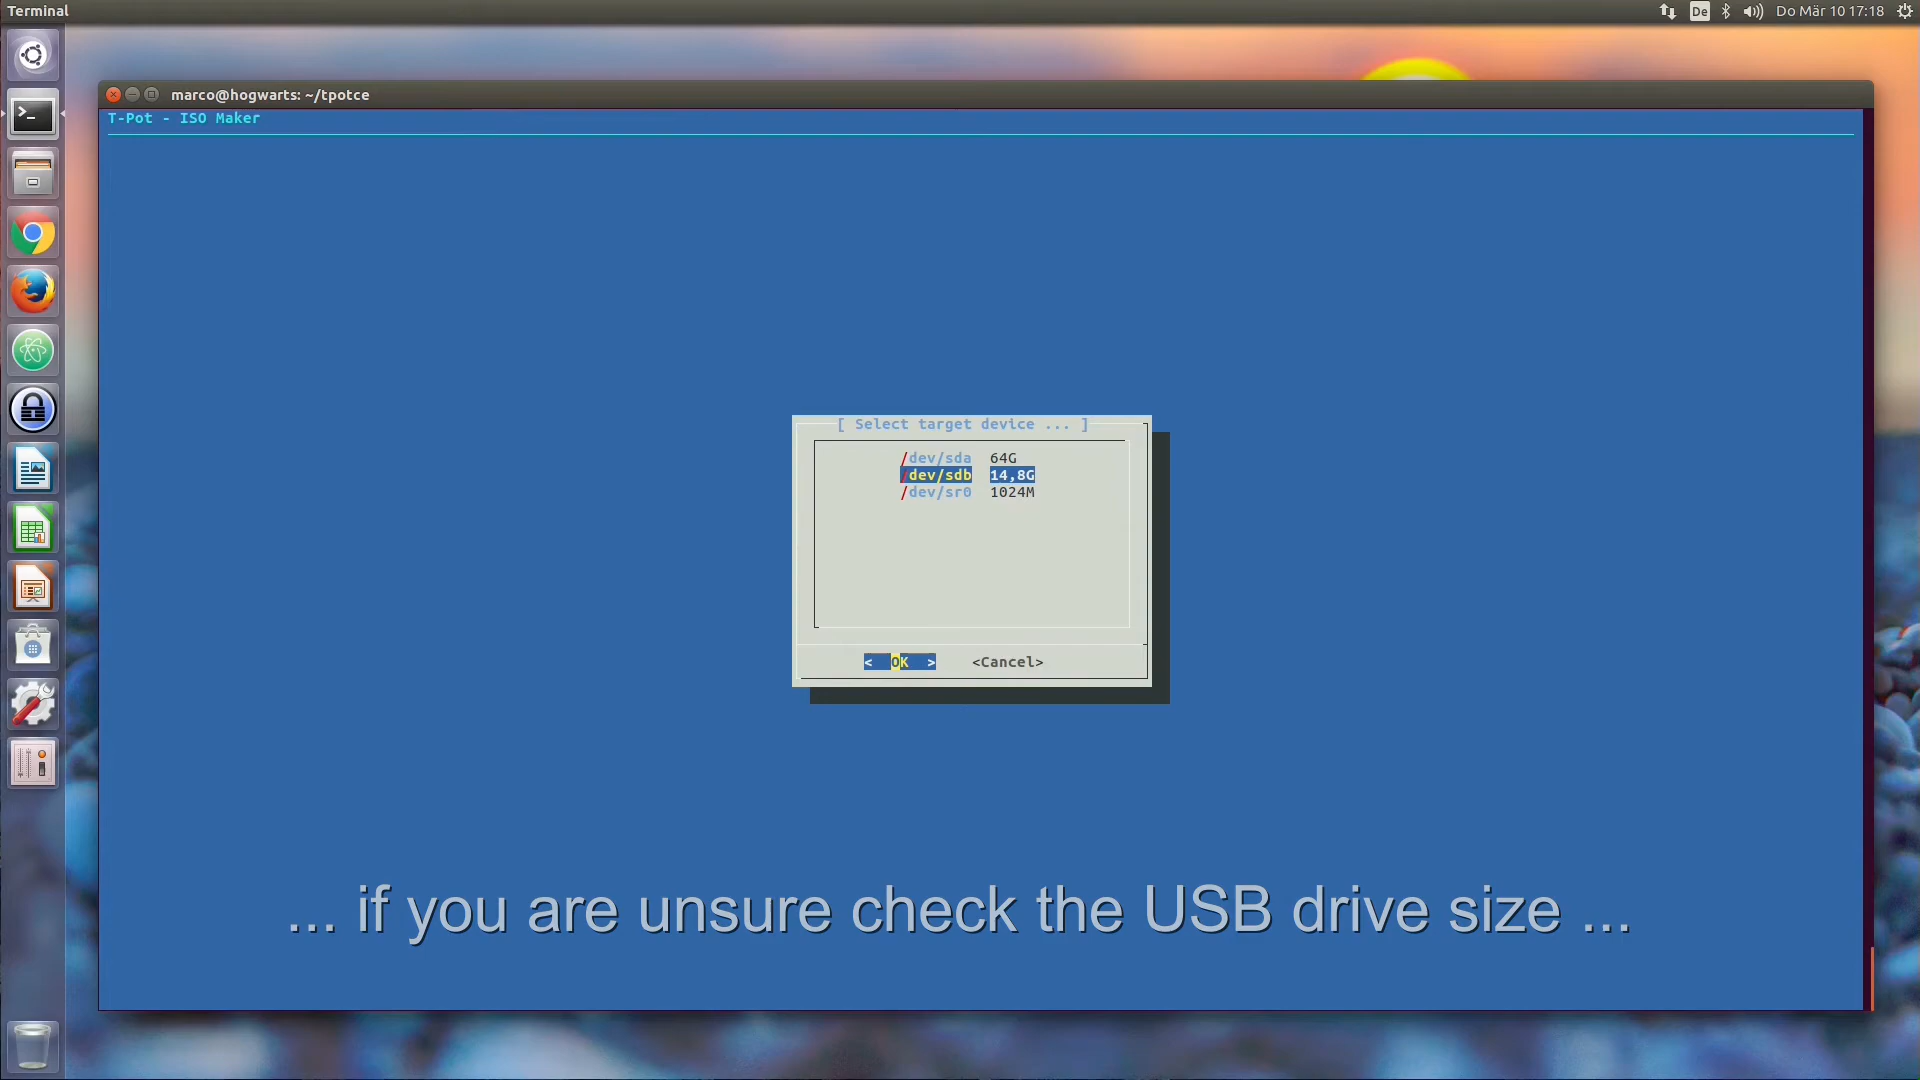 Terminal
De
Do Mär 10 17:18
marco@hogwarts: ~/tpotce
T-Pot - ISO Maker
[ Select target device ... ]
/dev/sda 64G
/dev/sdb 14,8G
/dev/sr0 1024M
< OK > <Cancel>
... if you are unsure check the USB drive size ...